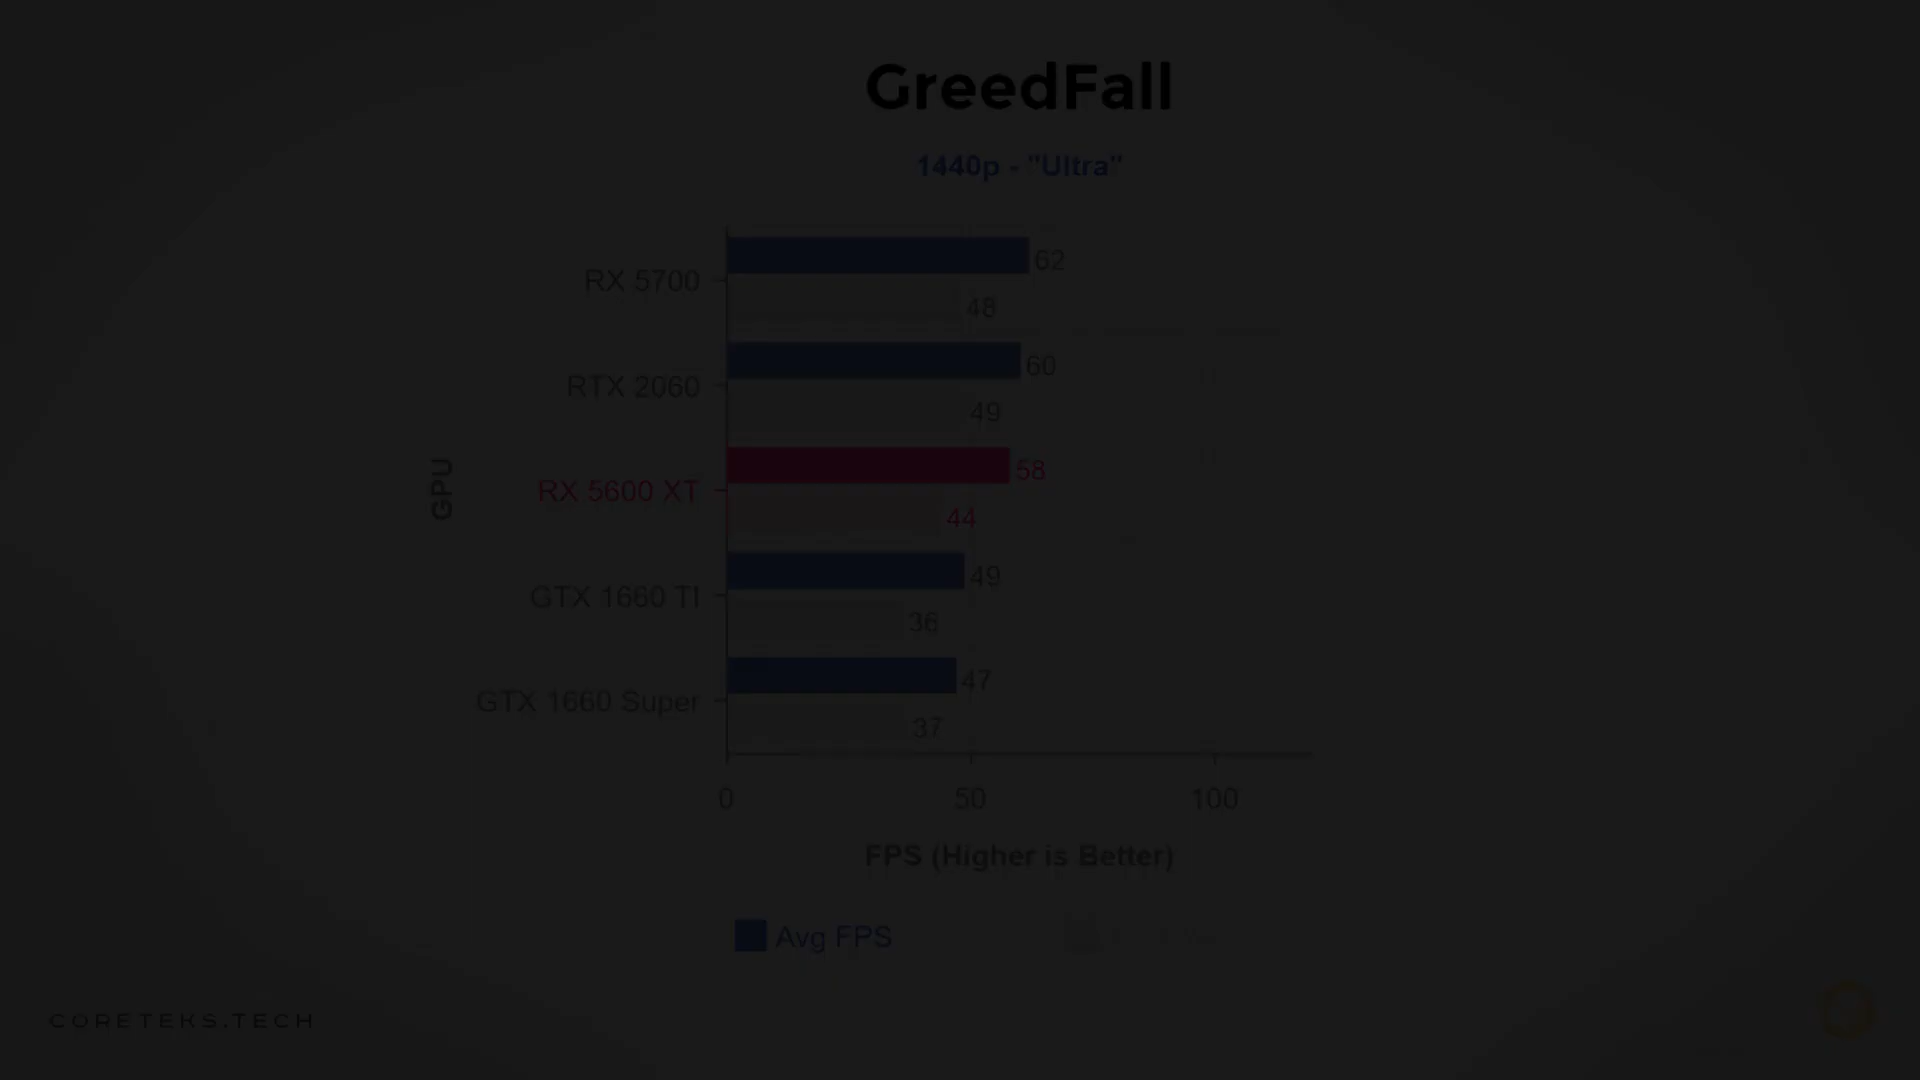 GreedFall
1440p - "Ultra"
RX 5700
62
48
RTX 2060
60
49
GPU
RX 5600 XT
58
44
GTX 1660 TI
49
36
GTX 1660 Super
47
37
0 50 100
FPS (Higher is Better)
Avg FPS
CORETEKS.TECH